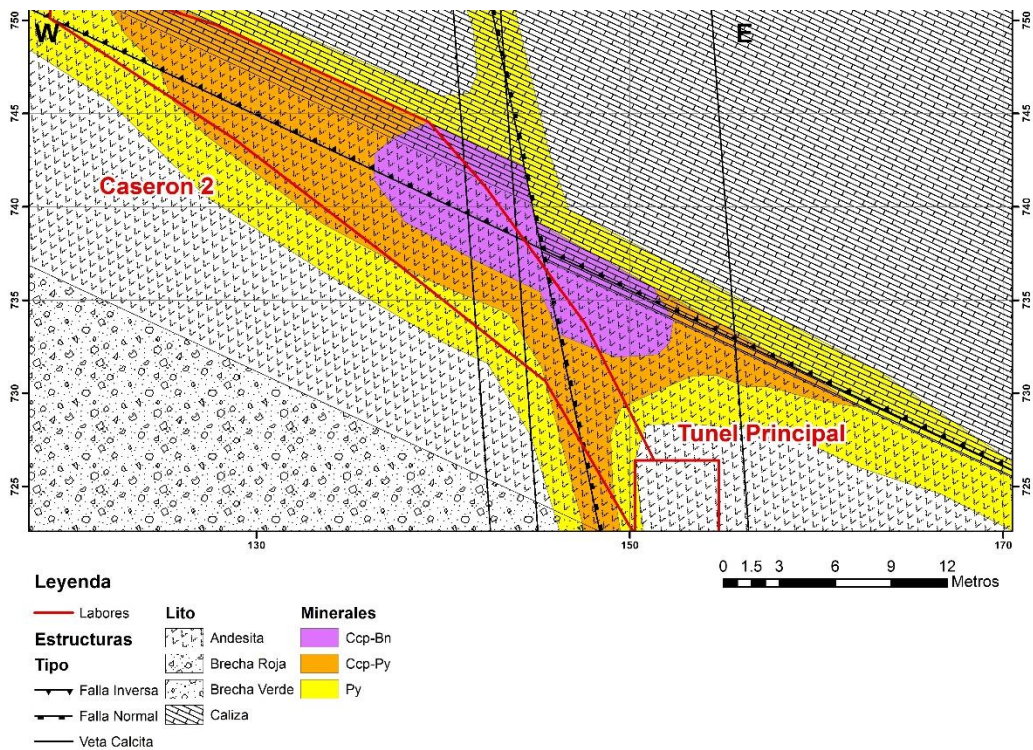 750
W
E
750
745
745
Caseron 2
740
740
735
735
730
730
Tunel Principal
725
725
130
150
170
Leyenda
0 1.5 3 6 9 12
Metros
Labores
Estructuras
Tipo
Falla Inversa
Falla Normal
Veta Calcita
Lito
Andesita
Brecha Roja
Brecha Verde
Caliza
Minerales
Ccp-Bn
Ccp-Py
Py